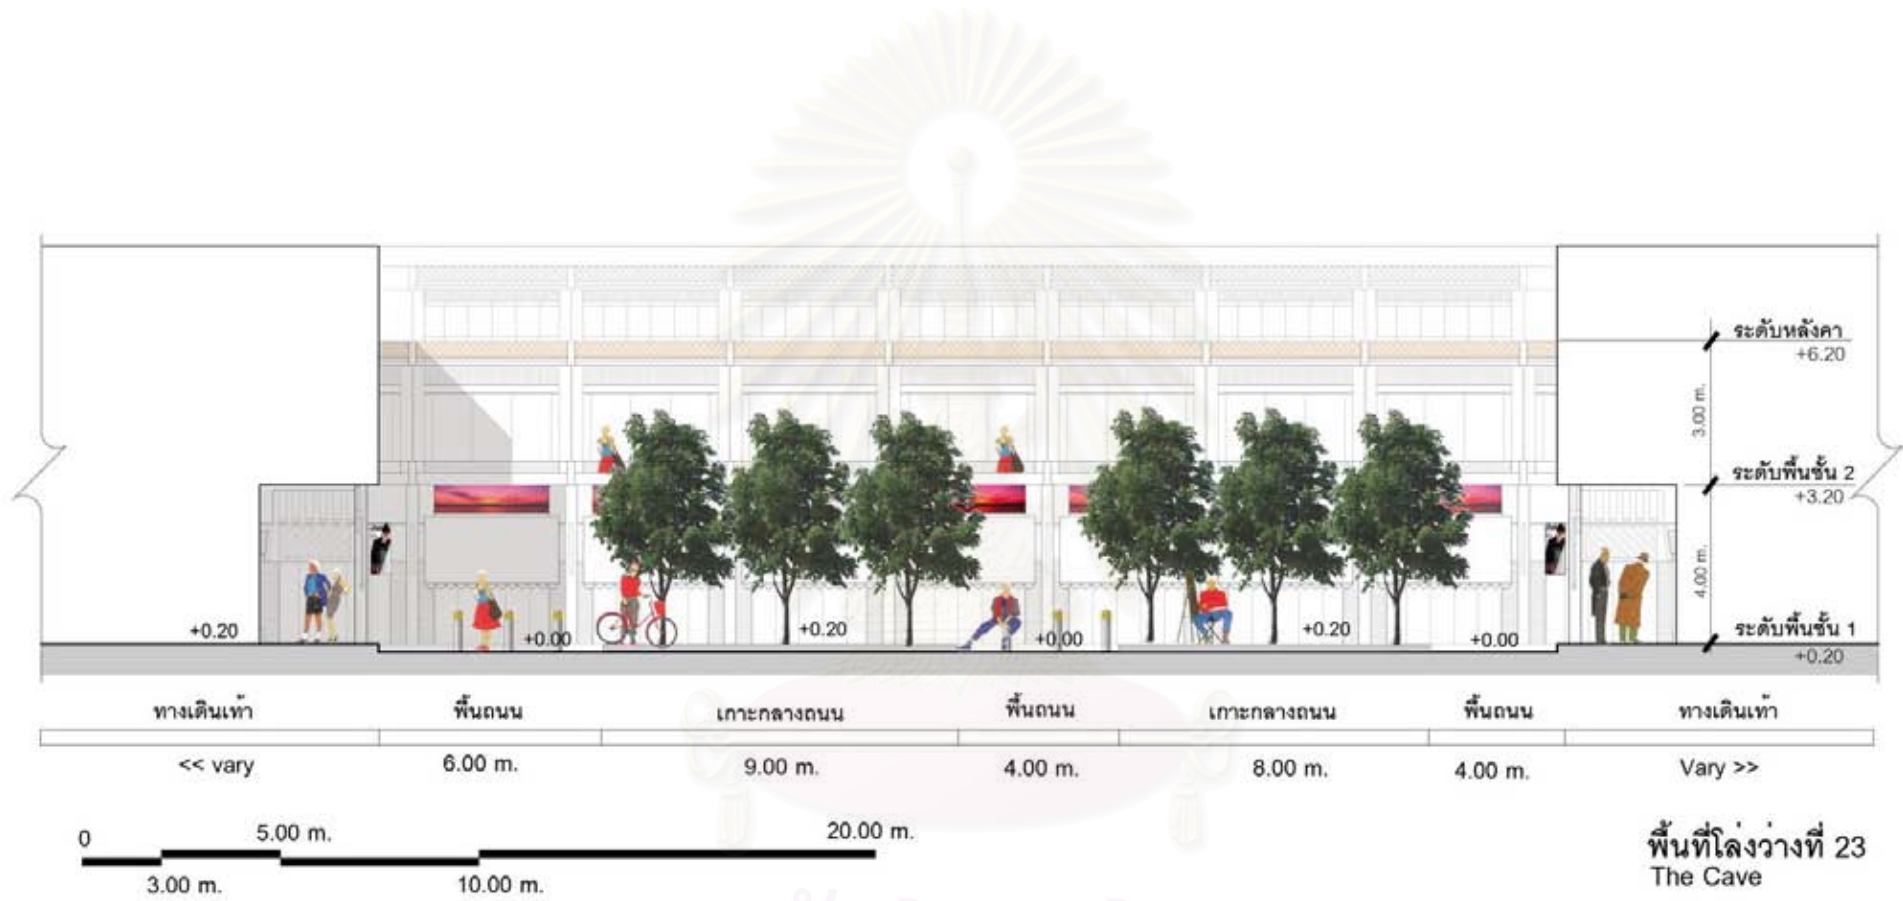 ระดับหลังคา
+6.20
3.00 m.
ระดับพื้นชั้น 2
+3.20
4.00 m.
ระดับพื้นชั้น 1
+0.20
+0.20
+0.00
+0.20
+0.00
+0.20
+0.00
ทางเดินเท้า
พื้นถนน
เกาะกลางถนน
พื้นถนน
เกาะกลางถนน
พื้นถนน
ทางเดินเท้า
<< vary
6.00 m.
9.00 m.
4.00 m.
8.00 m.
4.00 m.
Vary >>
0
5.00 m.
20.00 m.
3.00 m.
10.00 m.
พื้นที่โล่งว่างที่ 23
The Cave